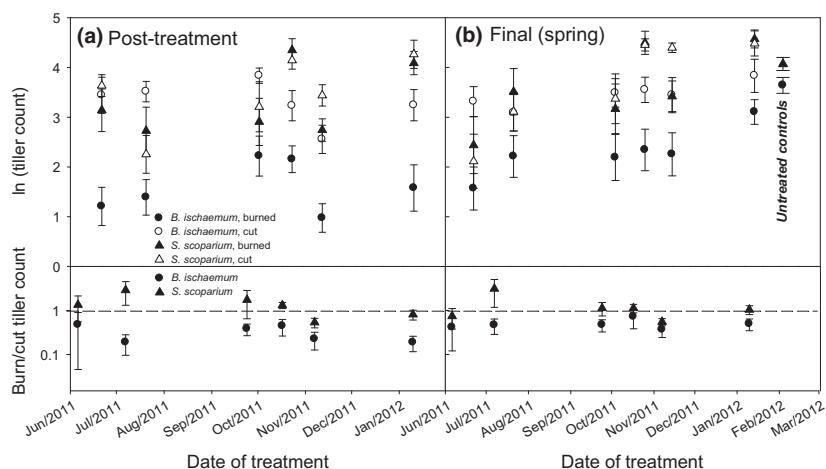 (a) Post-treatment
(b) Final (spring)
ln (tiller count)
5
4
3
2
1
0
B. ischaemum, burned
B. ischaemum, cut
S. scoparium, burned
S. scoparium, cut
Untreated controls
Burn/cut tiller count
B. ischaemum
S. scoparium
1
0.1
Jun/2011
Jul/2011
Aug/2011
Sep/2011
Oct/2011
Nov/2011
Dec/2011
Jan/2012
Jun/2011
Jul/2011
Aug/2011
Sep/2011
Oct/2011
Nov/2011
Dec/2011
Jan/2012
Feb/2012
Mar/2012
Date of treatment
Date of treatment